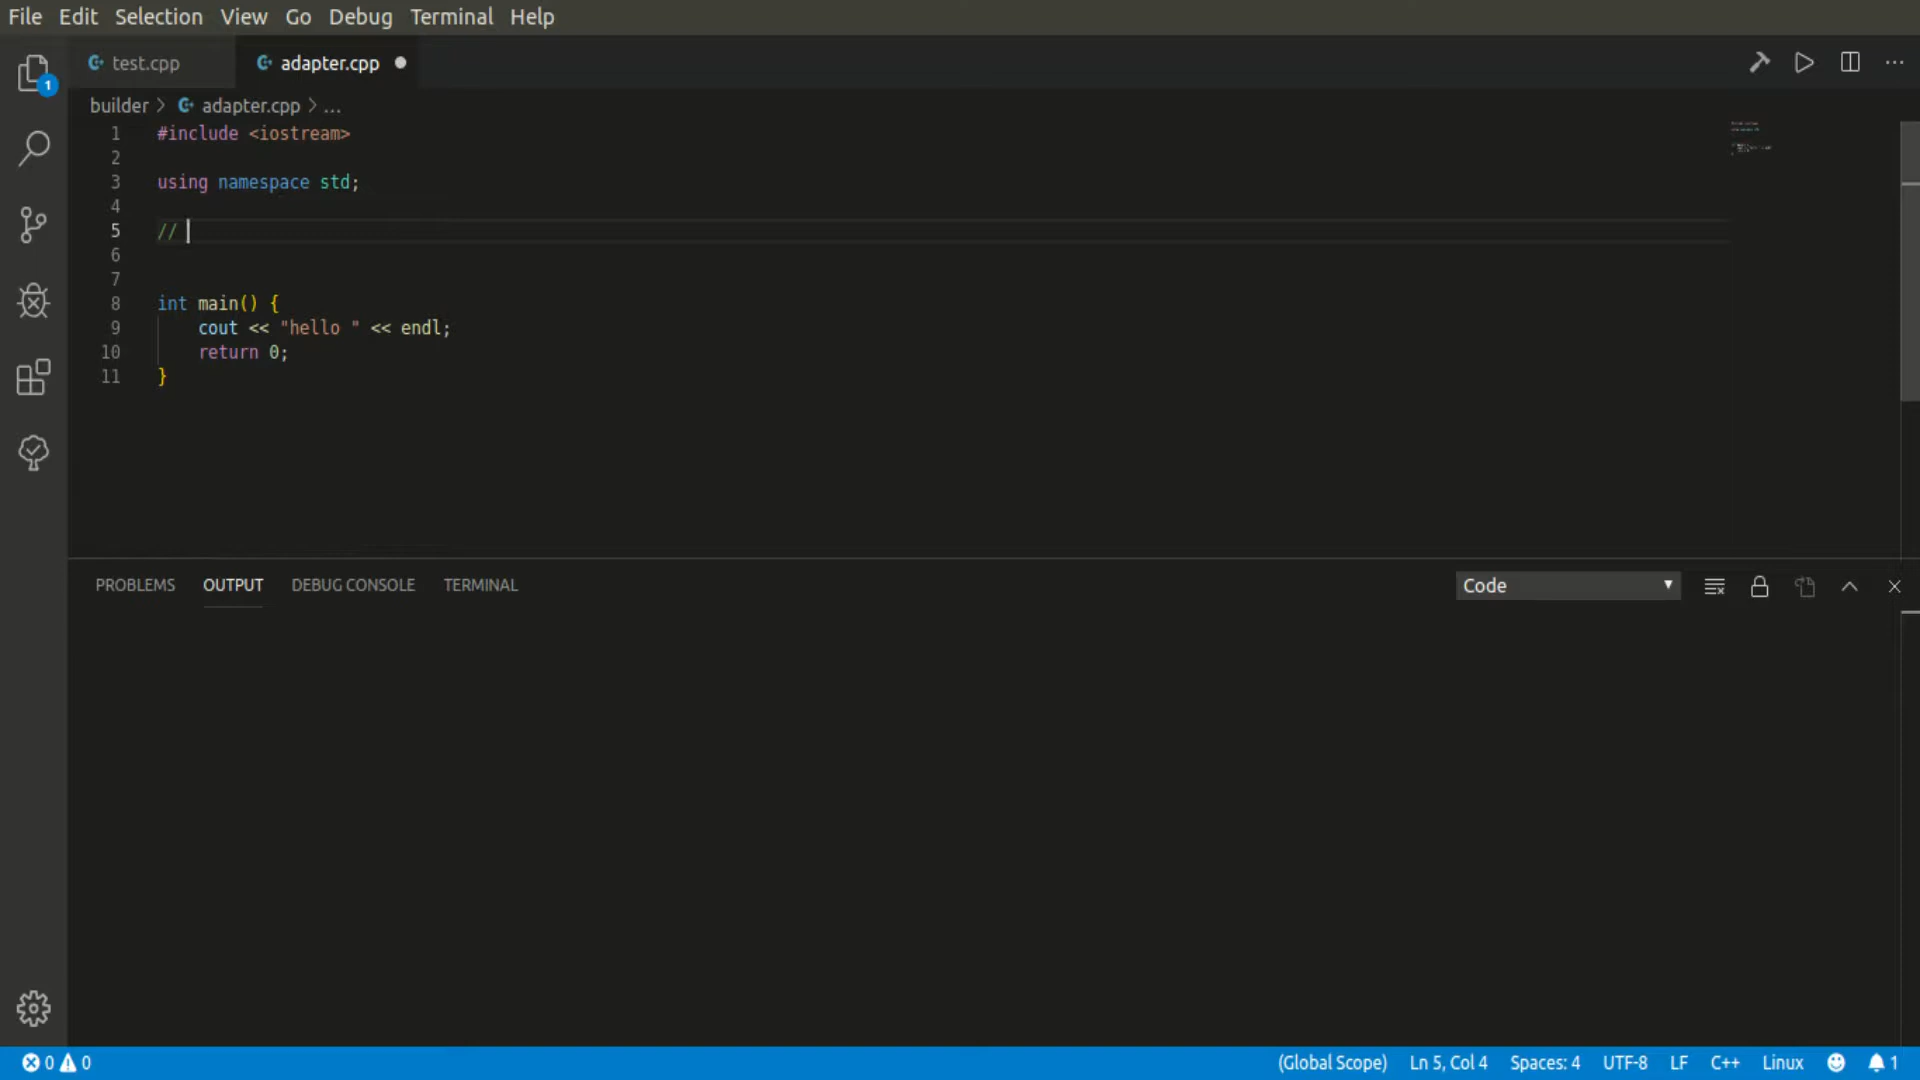 File Edit Selection View Go Debug Terminal Help
test.cpp adapter.cpp
builder > adapter.cpp > ...
1
1 #include <iostream>
2
3 using namespace std;
4
5 //
6
7
8 int main() {
9 cout << "hello " << endl;
10 return 0;
11 }
PROBLEMS OUTPUT DEBUG CONSOLE TERMINAL Code
0 0 (Global Scope) Ln 5, Col 4 Spaces: 4 UTF-8 LF C++ Linux 1